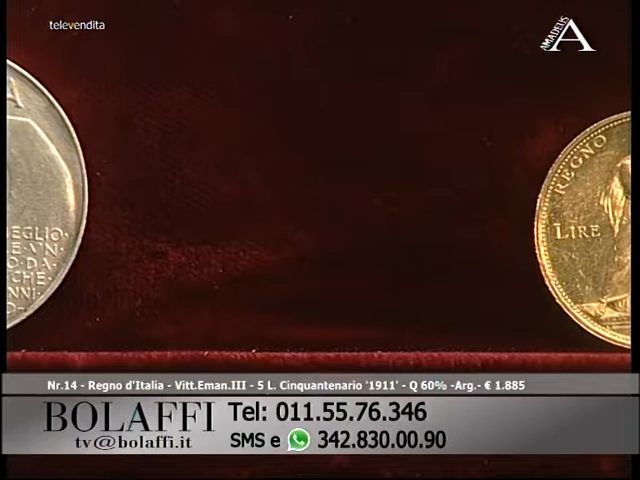 televendita
AMADEUS
A
A
EGLIO·
E·VN·
O·DA·
CHE·
NNI·
REGNO
LIRE
Nr.14 - Regno d'Italia - Vitt.Eman.III - 5 L. Cinquantenario '1911' - Q 60% -Arg.- € 1.885
BOLAFFI
tv@bolaffi.it
Tel: 011.55.76.346
SMS e 342.830.00.90